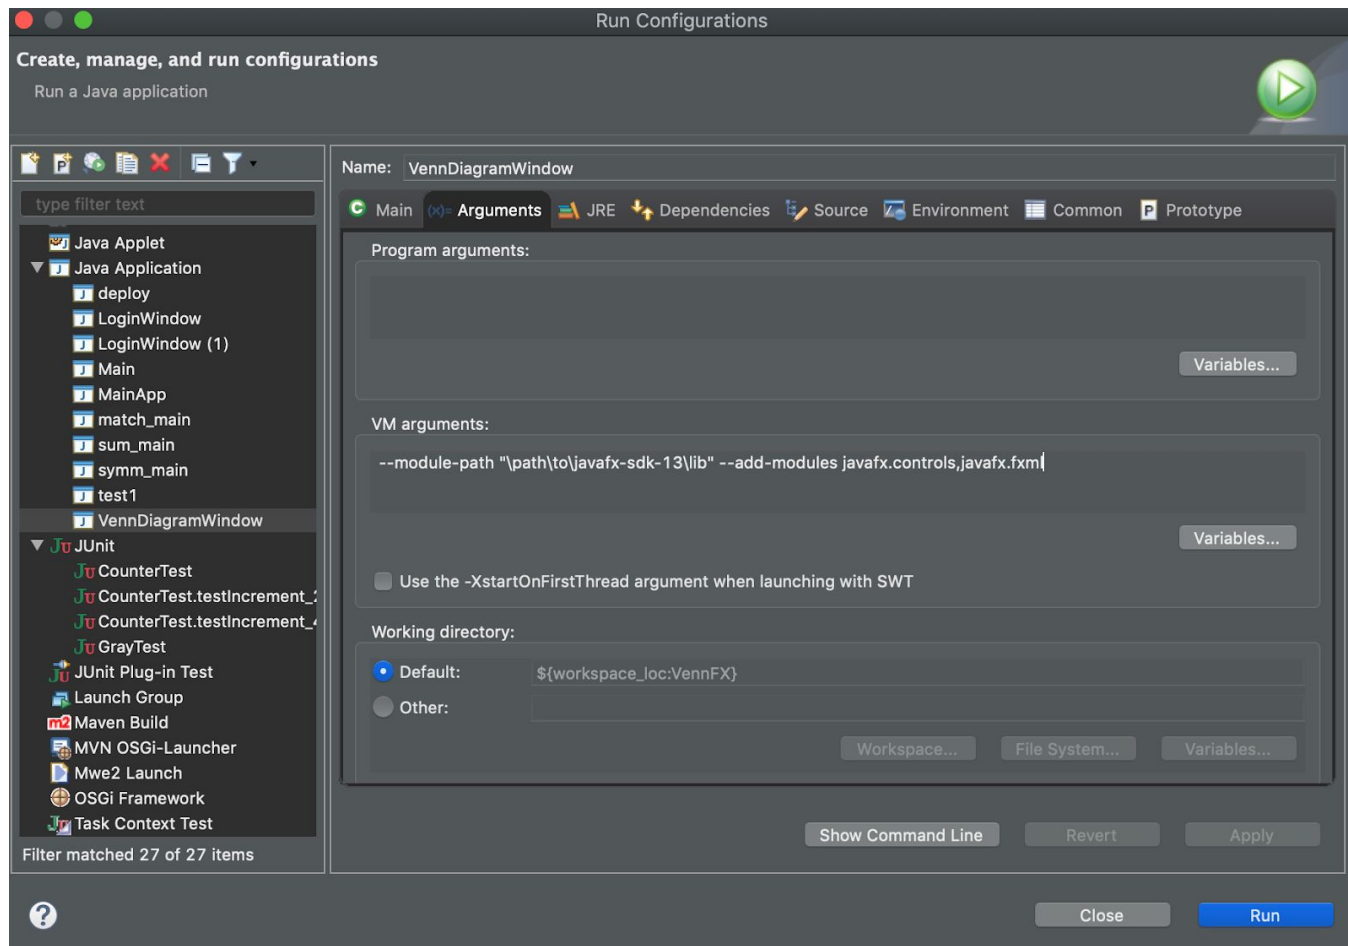 Run Configurations
Create, manage, and run configurations
Run a Java application
type filter text
Java Applet
Java Application
deploy
LoginWindow
LoginWindow (1)
Main
MainApp
match_main
sum_main
symm_main
test1
VennDiagramWindow
JUnit
CounterTest
CounterTest.testIncrement_
CounterTest.testIncrement_
GrayTest
JUnit Plug-in Test
Launch Group
Maven Build
MVN OSGi-Launcher
Mwe2 Launch
OSGi Framework
Task Context Test
Filter matched 27 of 27 items
Name: VennDiagramWindow
Main (x)= Arguments JRE Dependencies Source Environment Common Prototype
Program arguments:
Variables...
VM arguments:
--module-path "\path\to\javafx-sdk-13\lib" --add-modules javafx.controls,javafx.fxml
Variables...
Use the -XstartOnFirstThread argument when launching with SWT
Working directory:
Default: ${workspace_loc:VennFX}
Other:
Workspace... File System... Variables...
Show Command Line Revert Apply
? Close Run